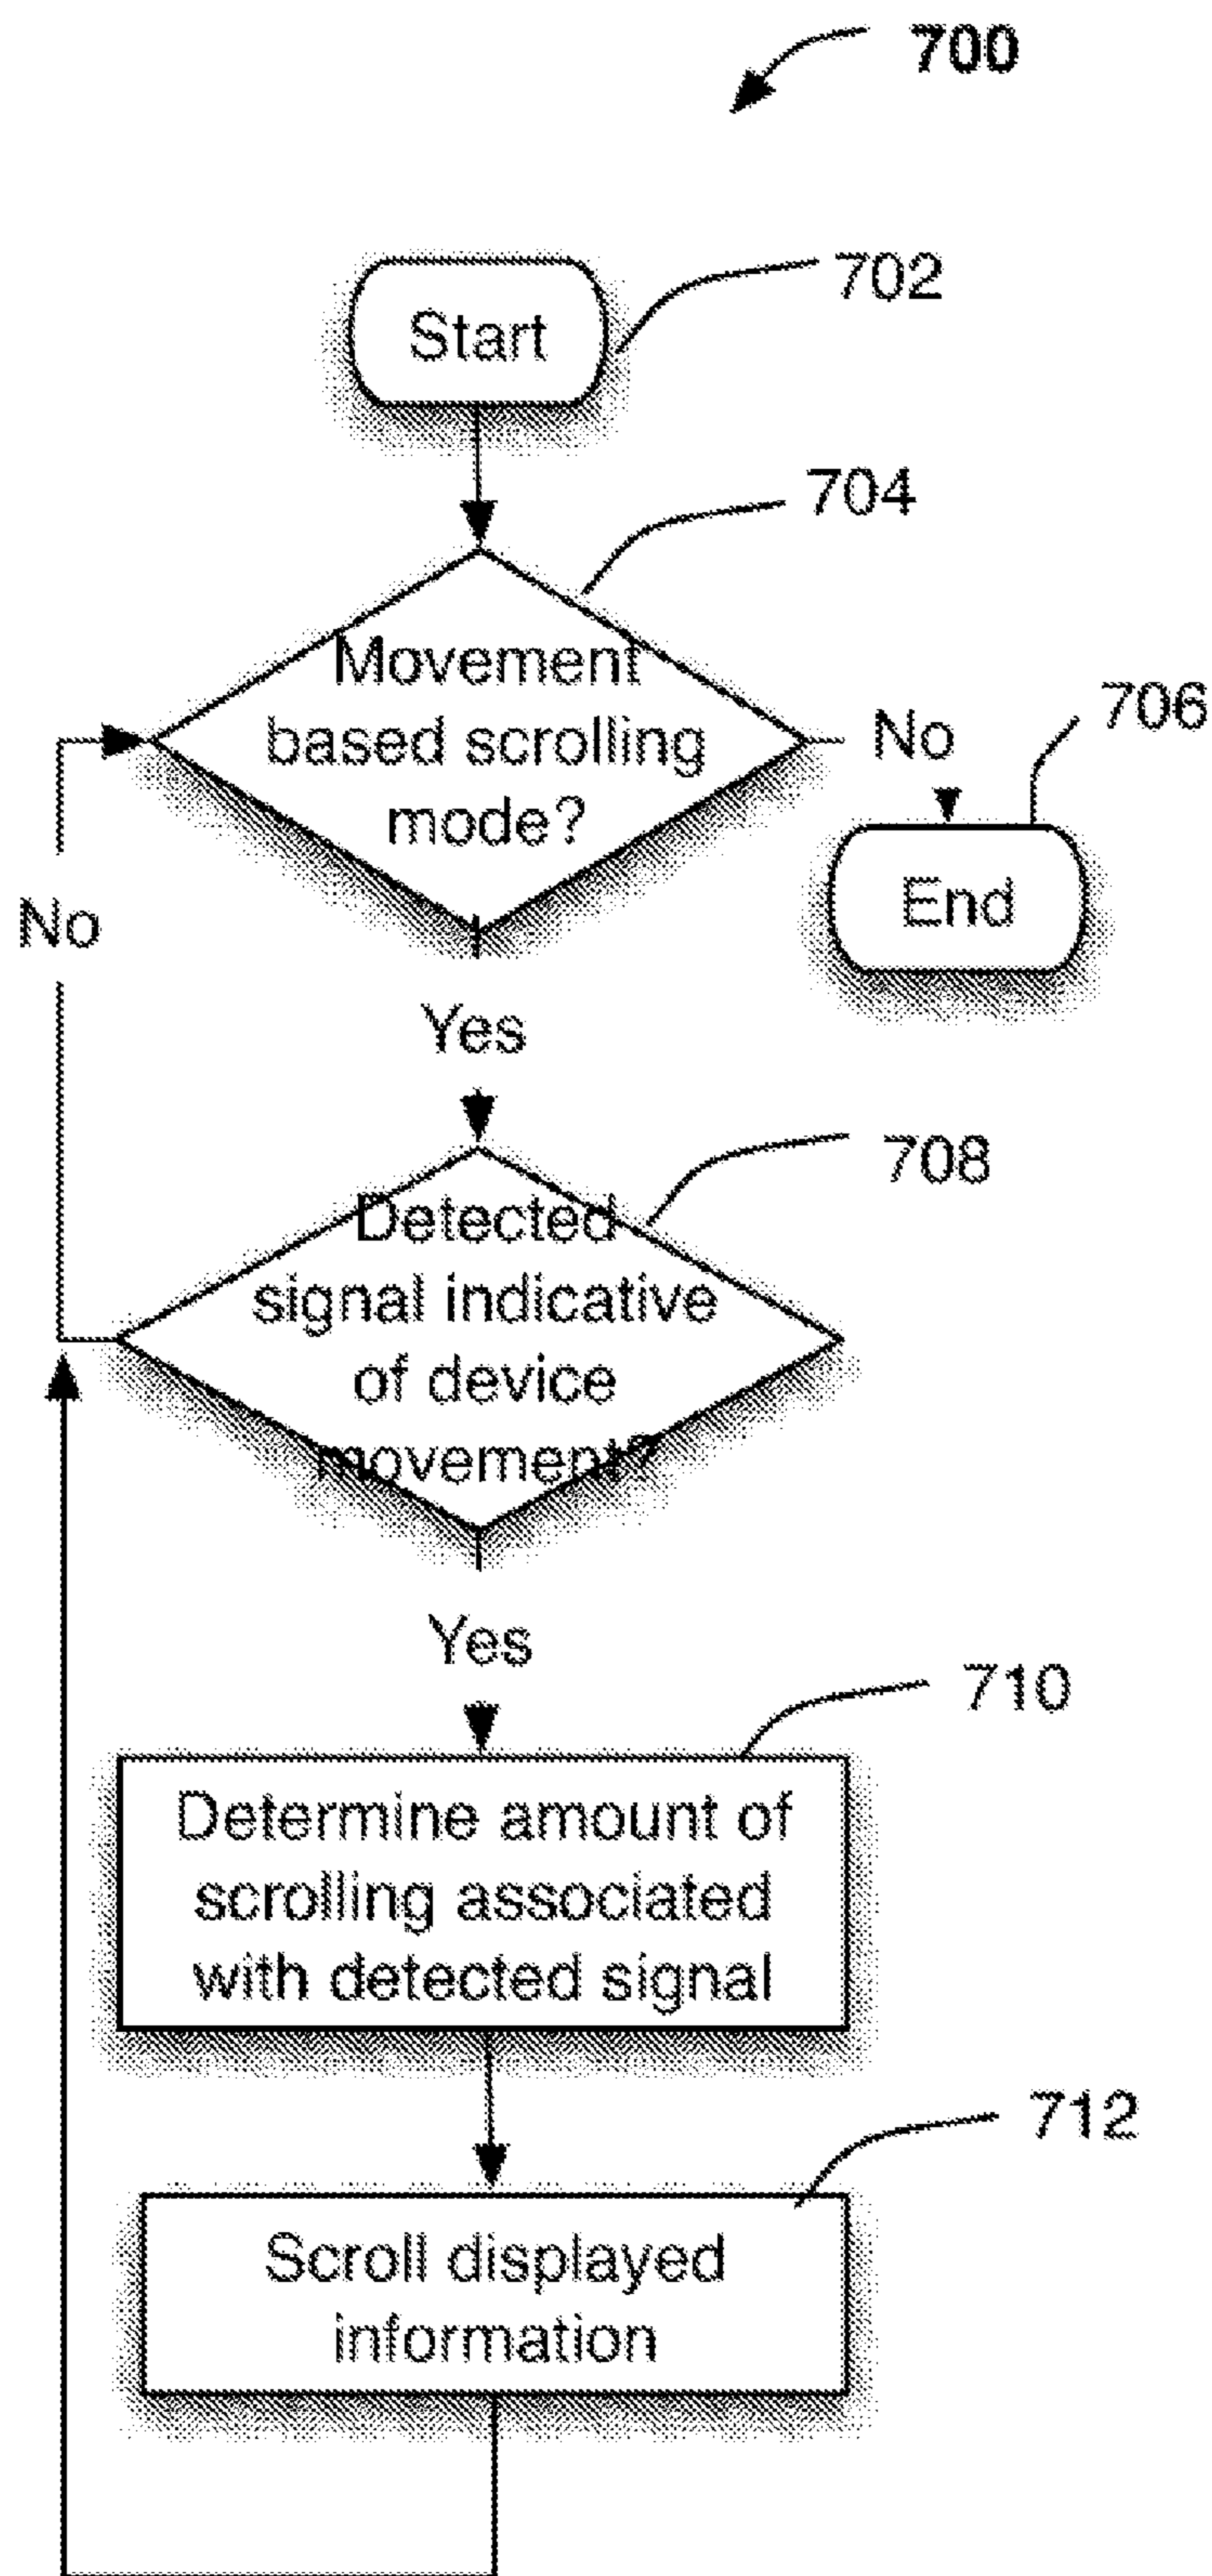 700
Start
702
704
Movement
based scrolling
mode?
No
706
End
No
Yes
708
Detected
signal indicative
of device
movement?
Yes
710
Determine amount of
scrolling associated
with detected signal
712
Scroll displayed
information